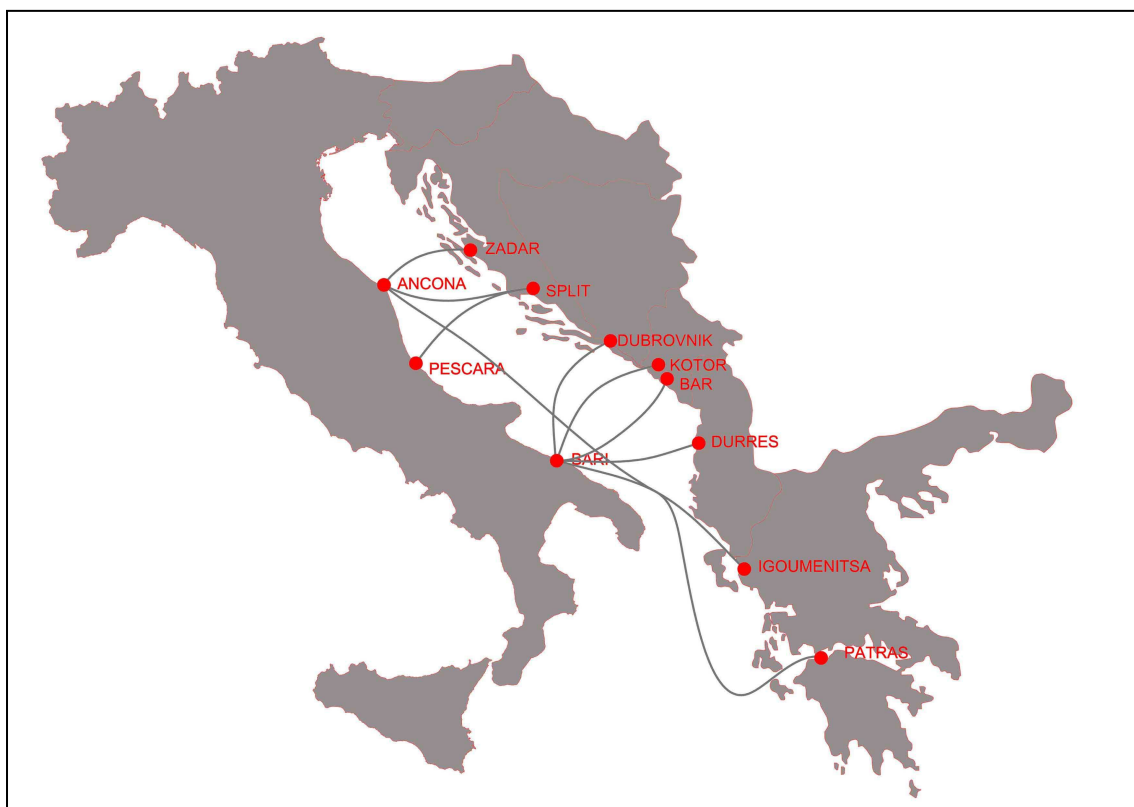 ZADAR
ANCONA
SPLIT
DUBROVNIK
PESCARA
KOTOR
BAR
DURRES
BARI
IGOUMENITSA
PATRAS